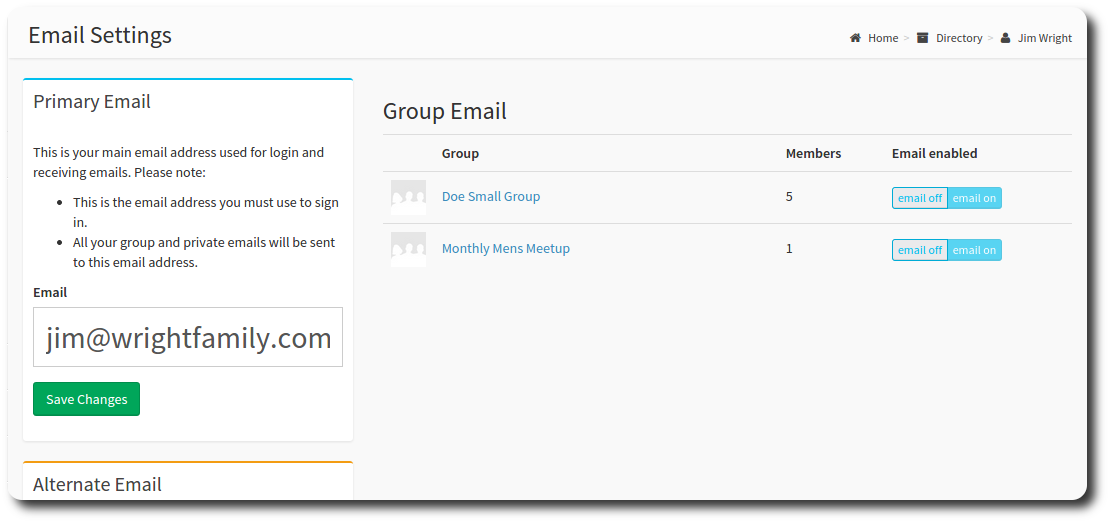 Email Settings
Home > Directory > Jim Wright
Primary Email
This is your main email address used for login and
receiving emails. Please note:
• This is the email address you must use to sign
in.
• All your group and private emails will be sent
to this email address.
Email
jim@wrightfamily.com
Save Changes
Alternate Email
Group Email
Group Members Email enabled
Doe Small Group 5 email off email on
Monthly Mens Meetup 1 email off email on